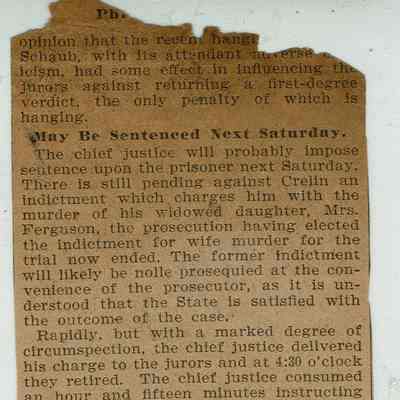 Ph
opinion that the recent hangi
Schaub, with its attendant adverse
icism, had some effect in influencing the
jurors against returning a first-degree
verdict, the only penalty of which is
hanging.
May Be Sentenced Next Saturday.
The chief justice will probably impose
sentence upon the prisoner next Saturday.
There is still pending against Crelin an
indictment which charges him with the
murder of his widowed daughter, Mrs.
Ferguson, the prosecution having elected
the indictment for wife murder for the
trial now ended. The former indictment
will likely be nolle prosequied at the con-
venience of the prosecutor, as it is un-
derstood that the State is satisfied with
the outcome of the case.
Rapidly, but with a marked degree of
circumspection, the chief justice delivered
his charge to the jurors and at 4:30 o'clock
they retired. The chief justice consumed
an hour and fifteen minutes instructing